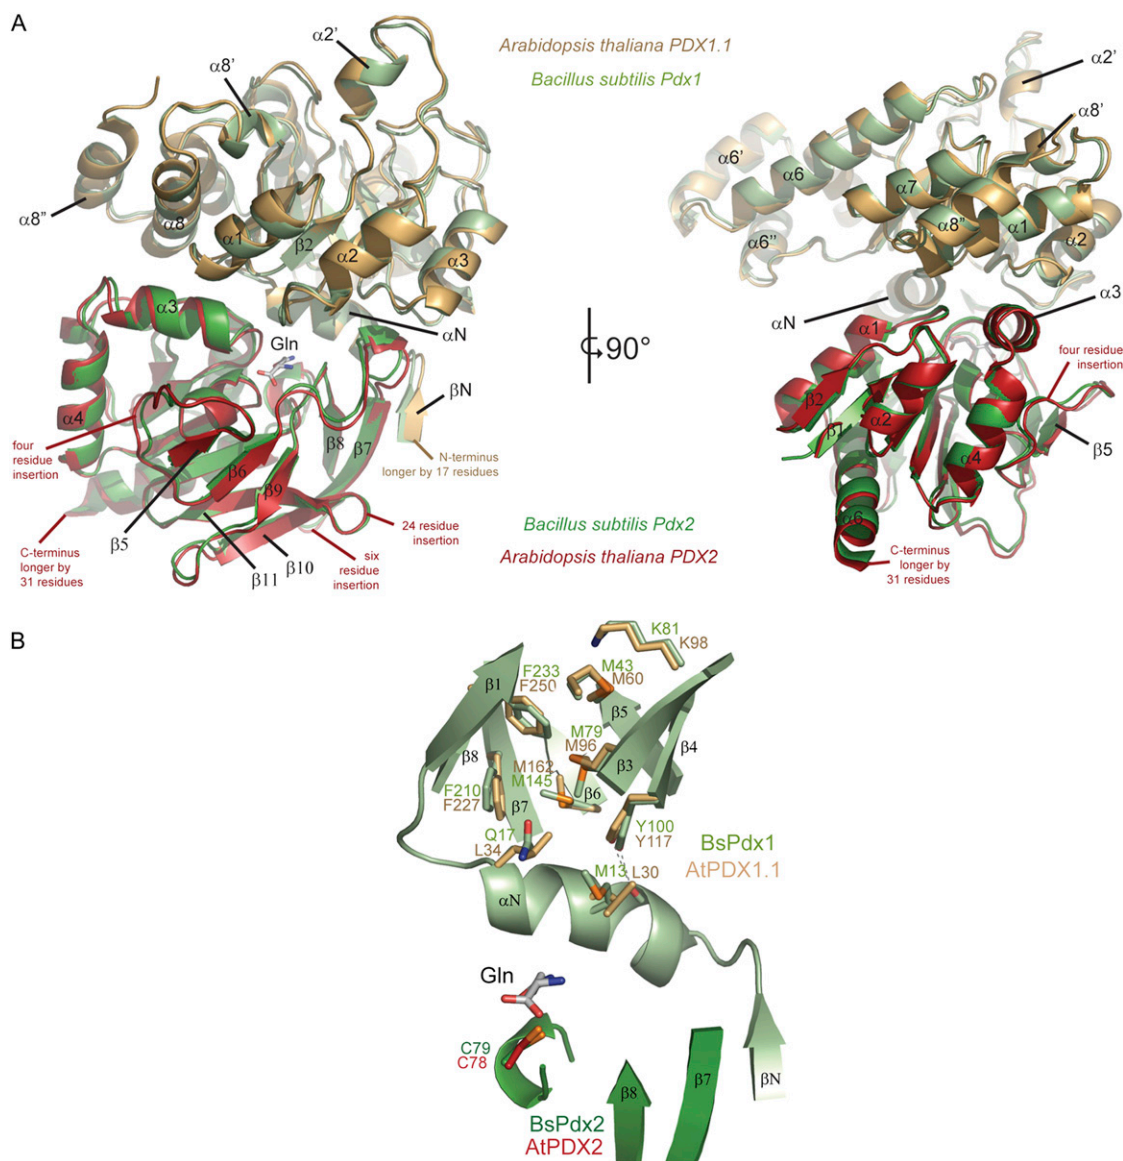 A
α2'
α8'
Arabidopsis thaliana PDX1.1
Bacillus subtilis Pdx1
α8"
α8
α1
β2
α2
α3
α3
αN
Gln
α4
four
residue
insertion
β6
β9
β8
β7
βN
N-terminus
longer by 17 residues
C-terminus
longer by
31 residues
β5
β11
β10
six
residue
insertion
24 residue
insertion
Bacillus subtilis Pdx2
Arabidopsis thaliana PDX2
90°
α2'
α8'
α6'
α6
α7
α6"
α8"
α1
α2
αN
α1
α3
four residue
insertion
β2
β1
α2
α4
β5
α6
C-terminus
longer by
31 residues
B
K81
K98
F233
F250
M43
M60
β1
β5
M79
M96
β4
β8
M162
M145
β3
F210
F227
β6
β7
Q17
L34
Y100
Y117
BsPdx1
AtPDX1.1
M13
L30
αN
Gln
C79
C78
β8
β7
βN
BsPdx2
AtPDX2